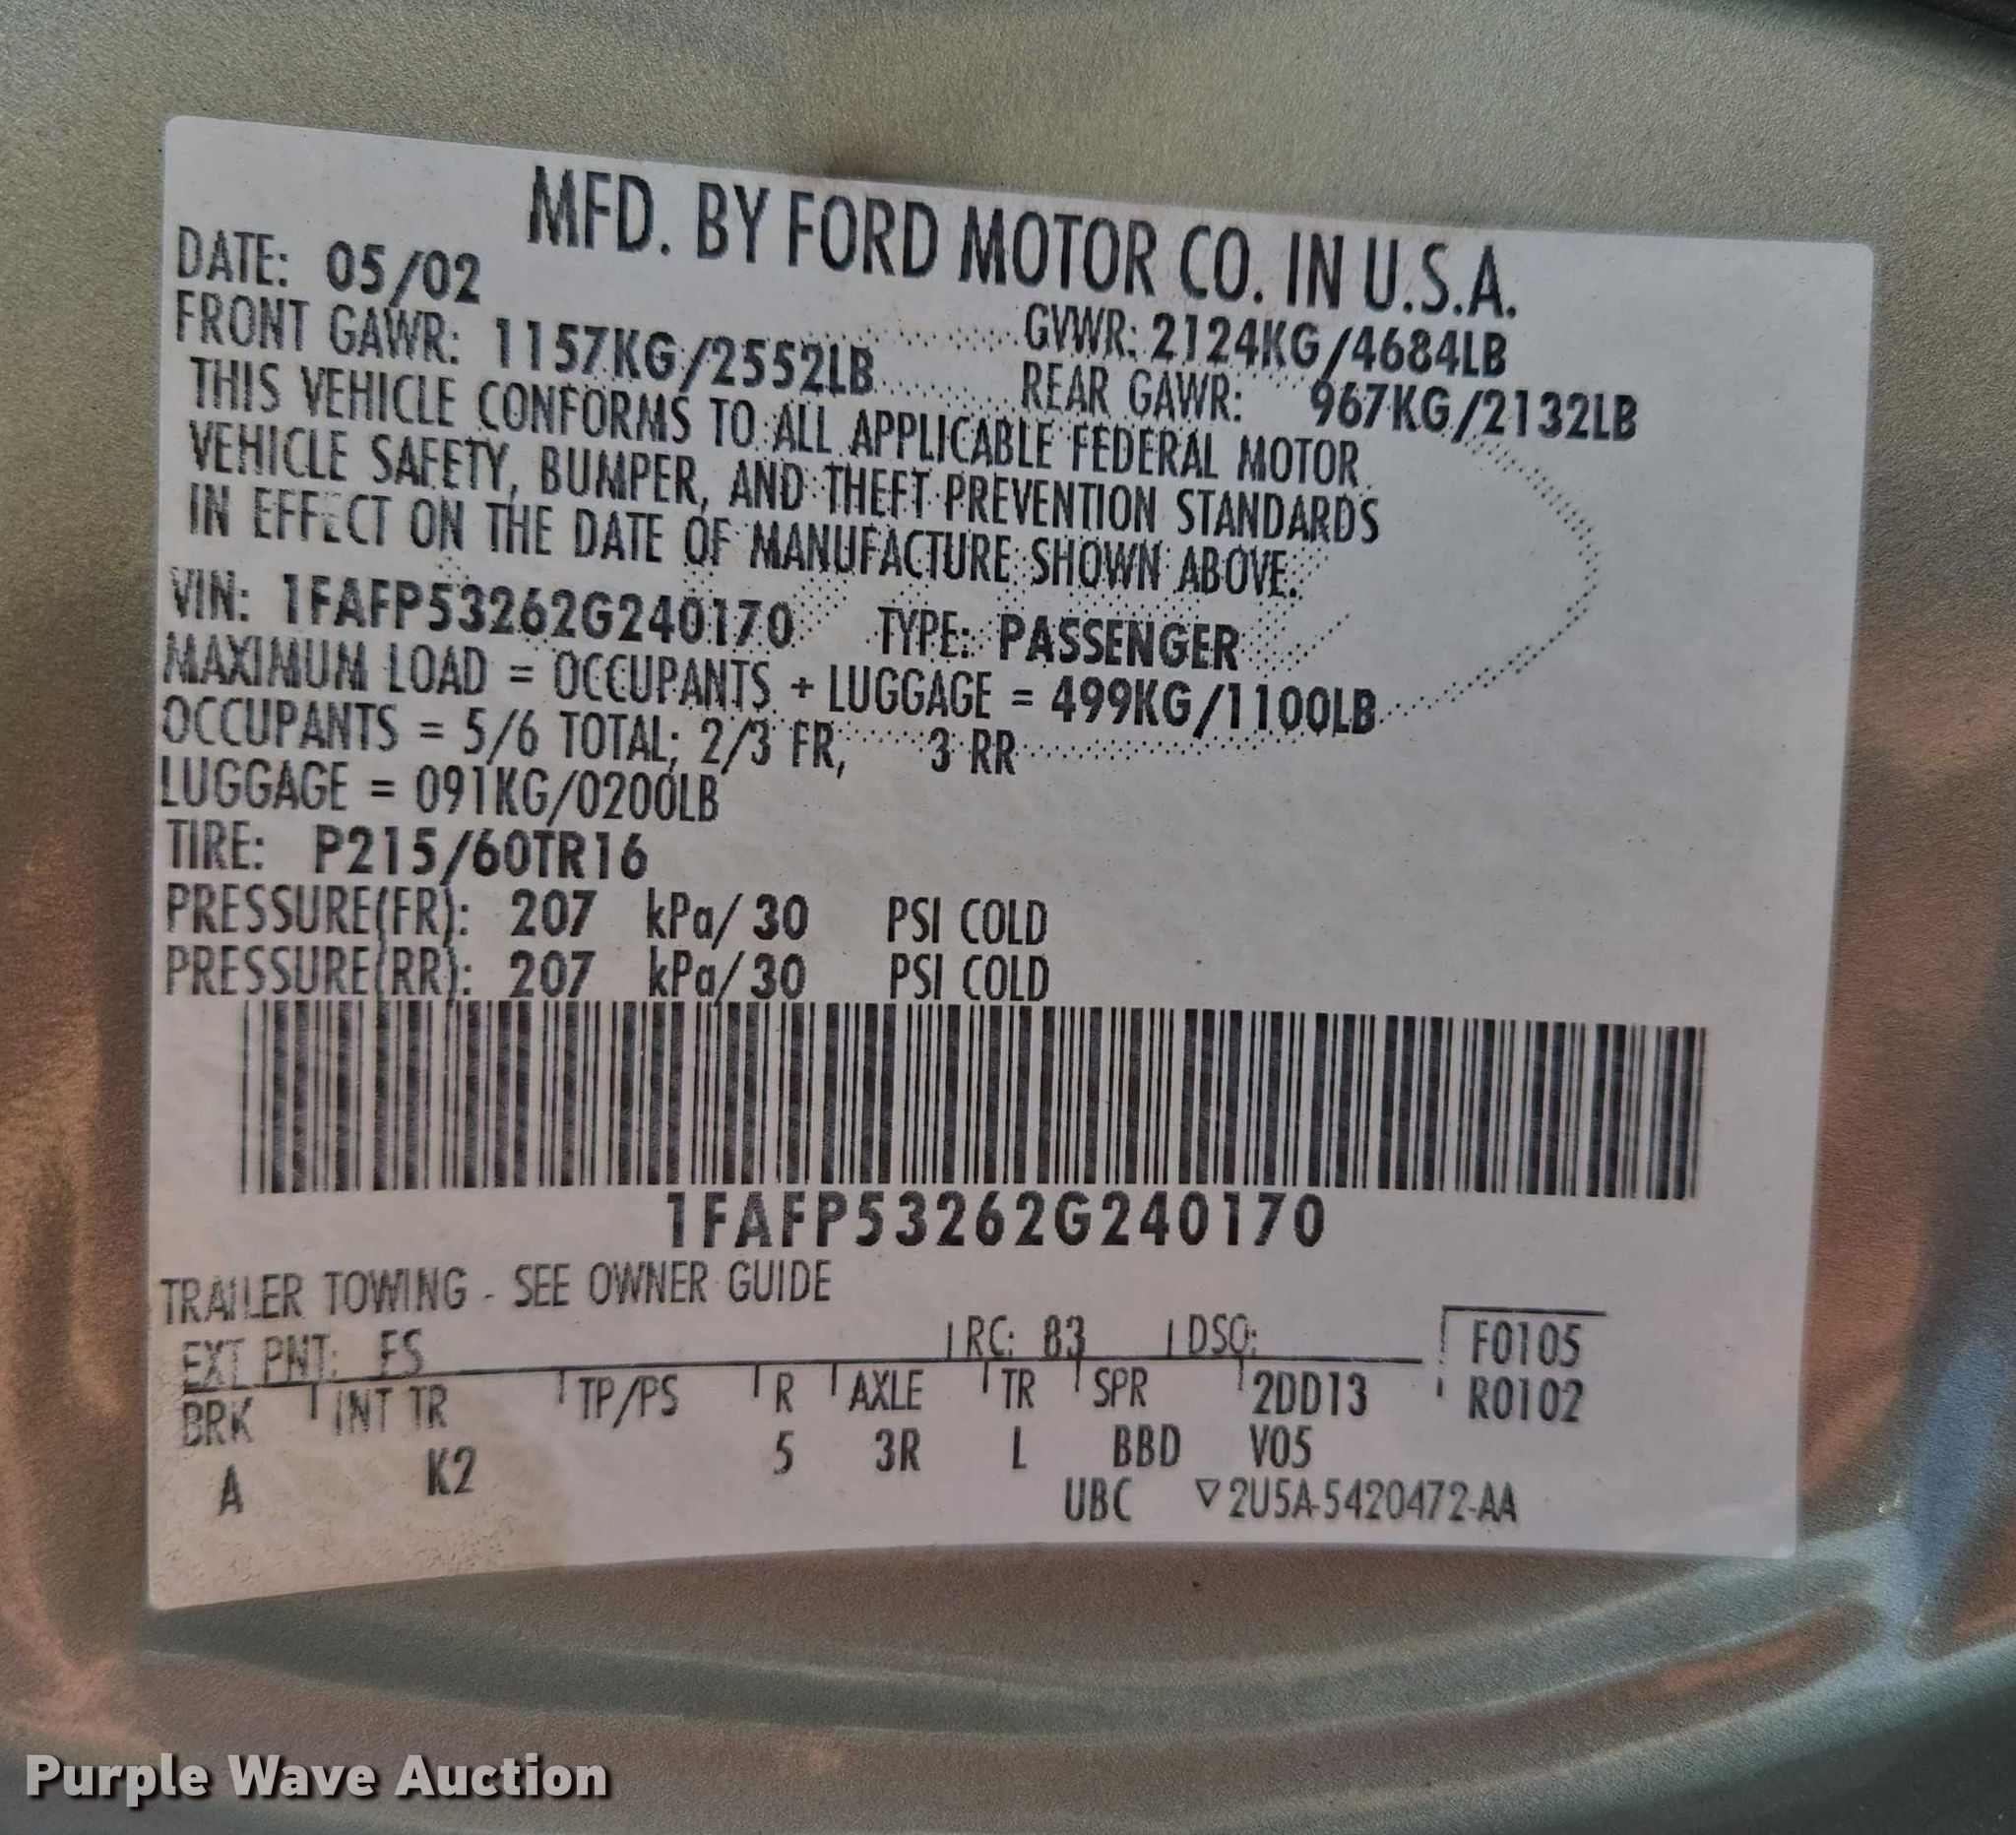 MFD. BY FORD MOTOR CO. IN U.S.A.
DATE: 05/02 GVWR: 2124KG/4684LB
FRONT GAWR: 1157KG/2552LB REAR GAWR: 967KG/2132LB
THIS VEHICLE CONFORMS TO ALL APPLICABLE FEDERAL MOTOR
VEHICLE SAFETY, BUMPER, AND THEFT PREVENTION STANDARDS
IN EFFECT ON THE DATE OF MANUFACTURE SHOWN ABOVE.
VIN: 1FAFP53262G240170 TYPE: PASSENGER
MAXIMUM LOAD = OCCUPANTS + LUGGAGE = 499KG/1100LB
OCCUPANTS = 5/6 TOTAL; 2/3 FR, 3 RR
LUGGAGE = 091KG/0200LB
TIRE: P215/60TR16
PRESSURE(FR): 207 kPa/ 30 PSI COLD
PRESSURE(RR): 207 kPa/ 30 PSI COLD
1FAFP53262G240170
TRAILER TOWING - SEE OWNER GUIDE
EXT PNT: FS RC: 83 DSO: F0105
BRK INT TR TP/PS R AXLE TR SPR 2DD13 R0102
A K2 5 3R L BBD V05
UBC ▽2U5A-5420472-AA
Purple Wave Auction